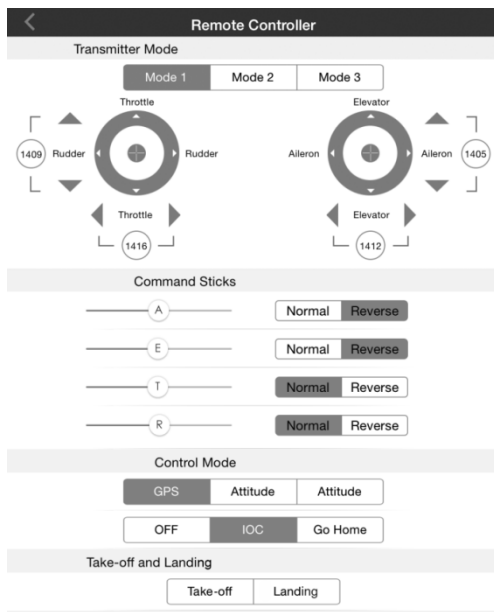 Remote Controller
Transmitter Mode
Mode 1 Mode 2 Mode 3
Throttle Elevator
1409 Rudder Rudder Aileron Aileron 1405
Throttle Elevator
1416 1412
Command Sticks
A Normal Reverse
E Normal Reverse
T Normal Reverse
R Normal Reverse
Control Mode
GPS Attitude Attitude
OFF IOC Go Home
Take-off and Landing
Take-off Landing